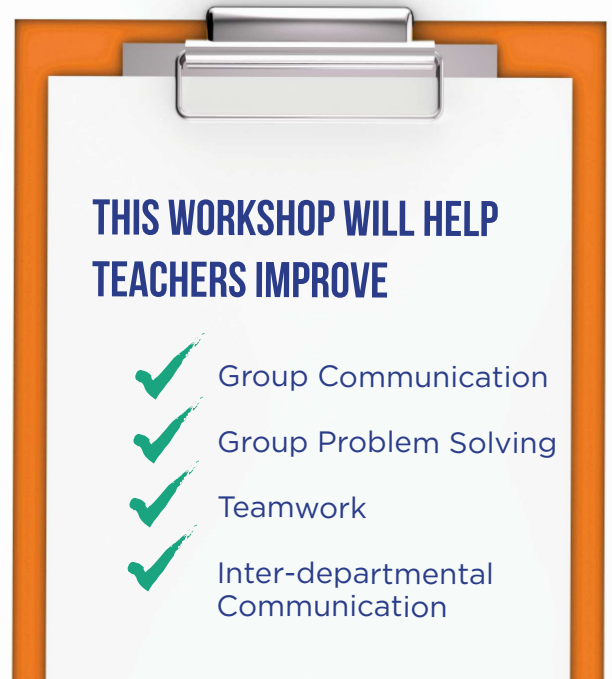 THIS WORKSHOP WILL HELP
TEACHERS IMPROVE
Group Communication
Group Problem Solving
Teamwork
Inter-departmental
Communication